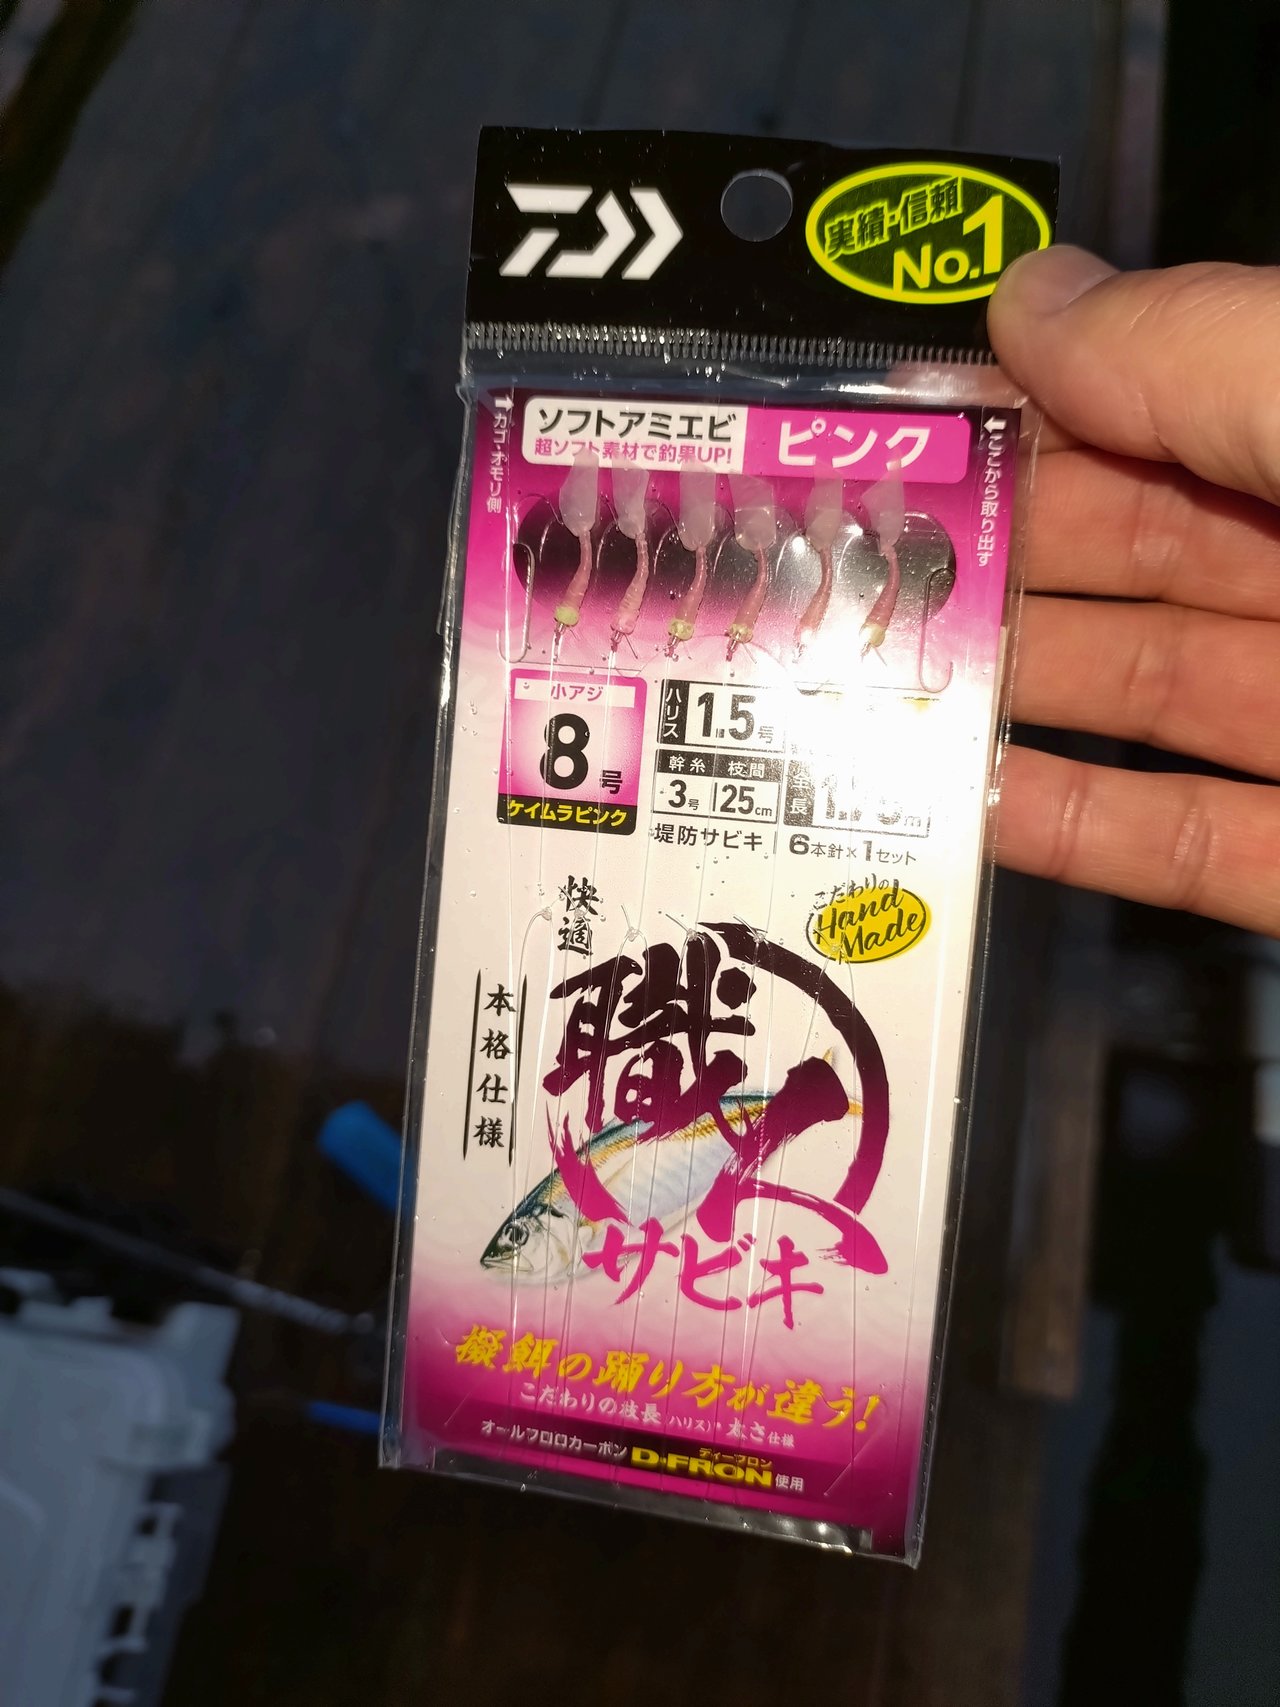 実績・信頼
No.1
カゴ・オモリ側
ソフトアミエビ
超ソフト素材で釣果UP!
ピンク
ここから取り出す
小アジ
8号
ケイムラピンク
ハリス 1.5号
幹糸 枝間
3号 25cm
全長 m
堤防サビキ
6本針×1セット
快適
こだわりの
Hand
Made
本格仕様
職人
サビキ
擬餌の踊り方が違う!
こだわりの枝長(ハリス)・太さ仕様
ディーフロン
オールフロロカーボン D-FRON 使用